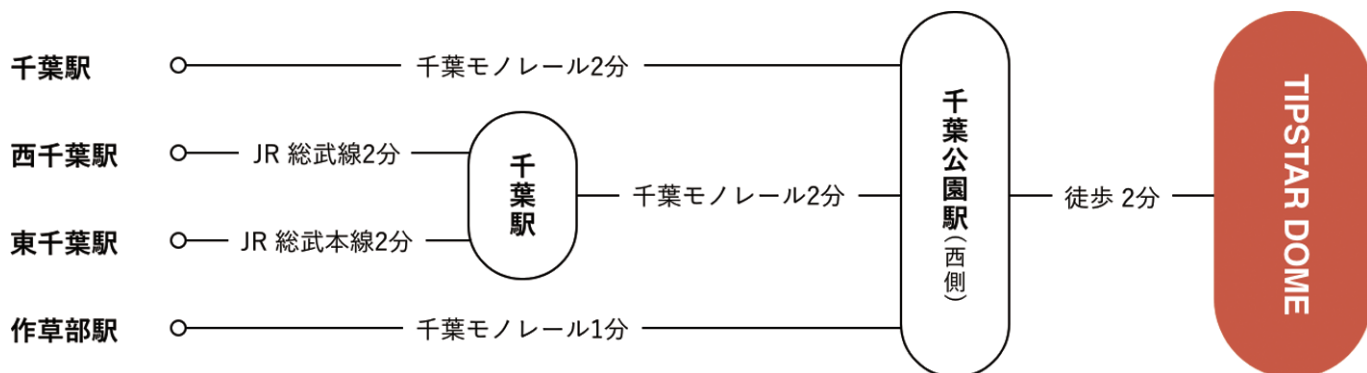 千葉駅
千葉モノレール2分
西千葉駅
JR 総武線2分
東千葉駅
JR 総武本線2分
千葉駅
千葉モノレール2分
作草部駅
千葉モノレール1分
千葉公園駅(西側)
徒歩 2分
TIPSTAR DOME